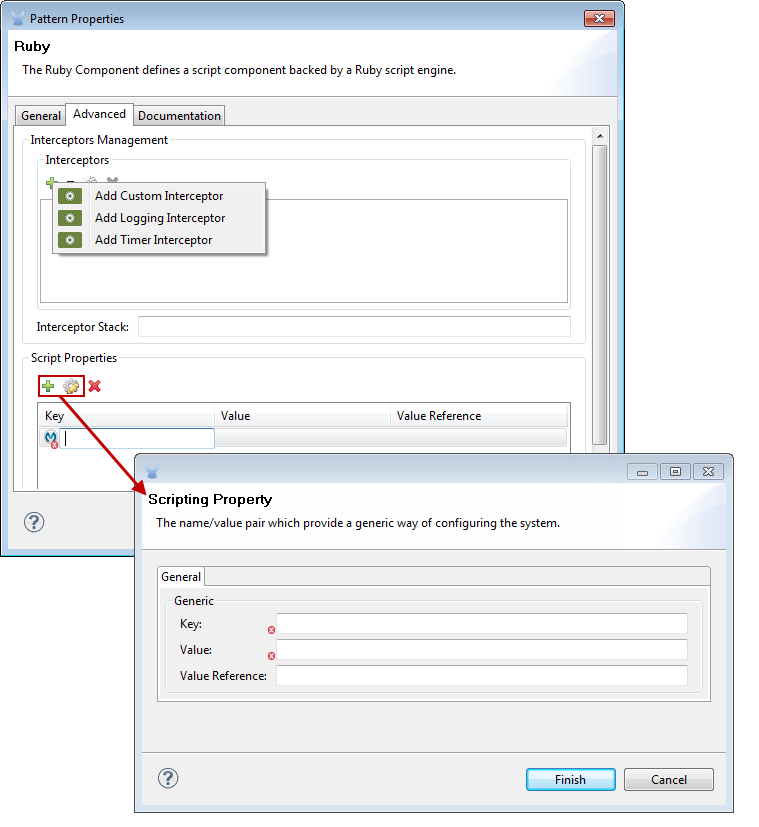 Pattern Properties
Ruby
The Ruby Component defines a script component backed by a Ruby script engine.
General Advanced Documentation
Interceptors Management
Interceptors
Add Custom Interceptor
Add Logging Interceptor
Add Timer Interceptor
Interceptor Stack:
Script Properties
Key Value Value Reference
Scripting Property
The name/value pair which provide a generic way of configuring the system.
General
Generic
Key:
Value:
Value Reference:
Finish Cancel